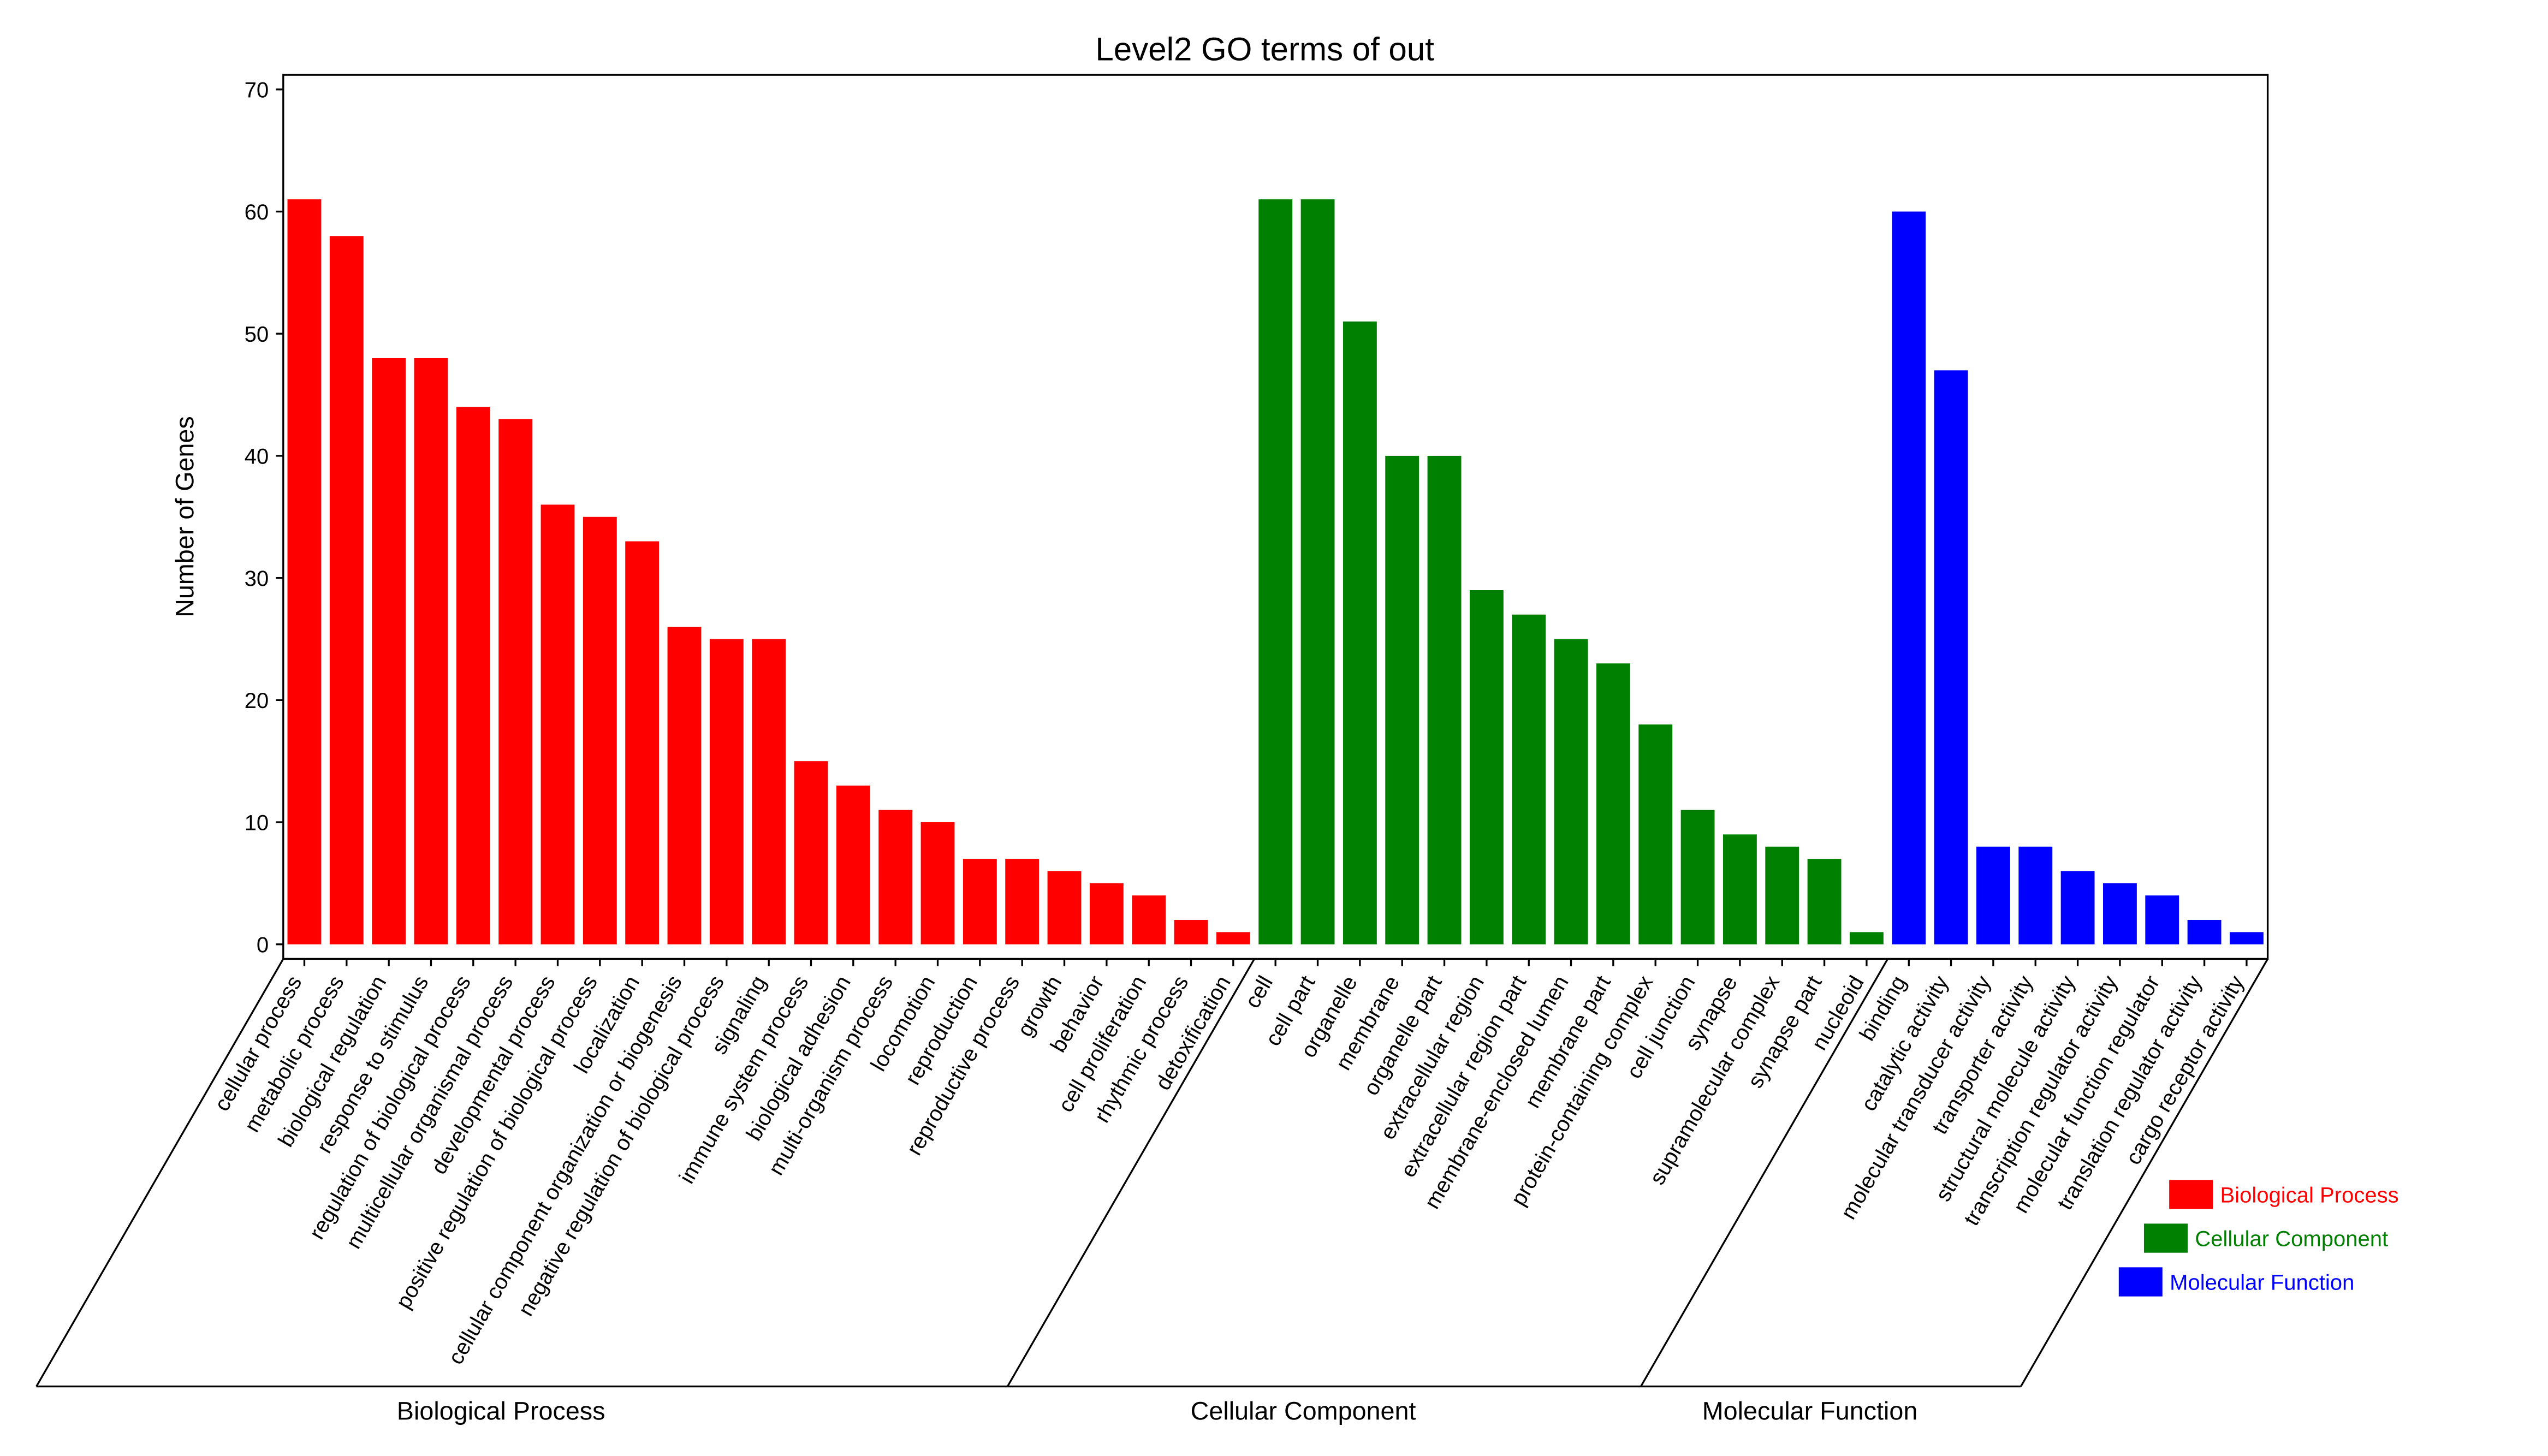 Level2 GO terms of out
70
60
50
40
30
20
10
0
Number of Genes
cellular process
metabolic process
biological regulation
response to stimulus
regulation of biological process
multicellular organismal process
developmental process
positive regulation of biological process
localization
cellular component organization or biogenesis
negative regulation of biological process
signaling
immune system process
biological adhesion
multi-organism process
locomotion
reproduction
reproductive process
growth
behavior
cell proliferation
rhythmic process
detoxification
cell
cell part
organelle
membrane
organelle part
extracellular region
extracellular region part
membrane-enclosed lumen
membrane part
protein-containing complex
cell junction
synapse
supramolecular complex
synapse part
nucleoid
binding
catalytic activity
molecular transducer activity
transporter activity
structural molecule activity
transcription regulator activity
molecular function regulator
translation regulator activity
cargo receptor activity
Biological Process
Cellular Component
Molecular Function
Biological Process
Cellular Component
Molecular Function